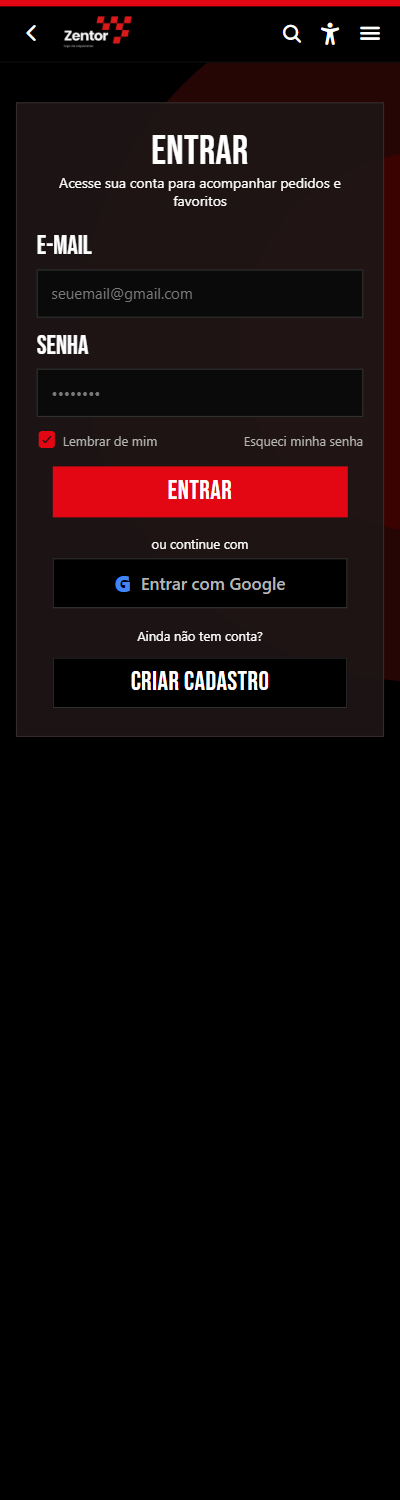 Zentor
ENTRAR
Acesse sua conta para acompanhar pedidos e
favoritos
E-MAIL
seuemail@gmail.com
SENHA
••••••••
Lembrar de mim
Esqueci minha senha
ENTRAR
ou continue com
G Entrar com Google
Ainda não tem conta?
CRIAR CADASTRO